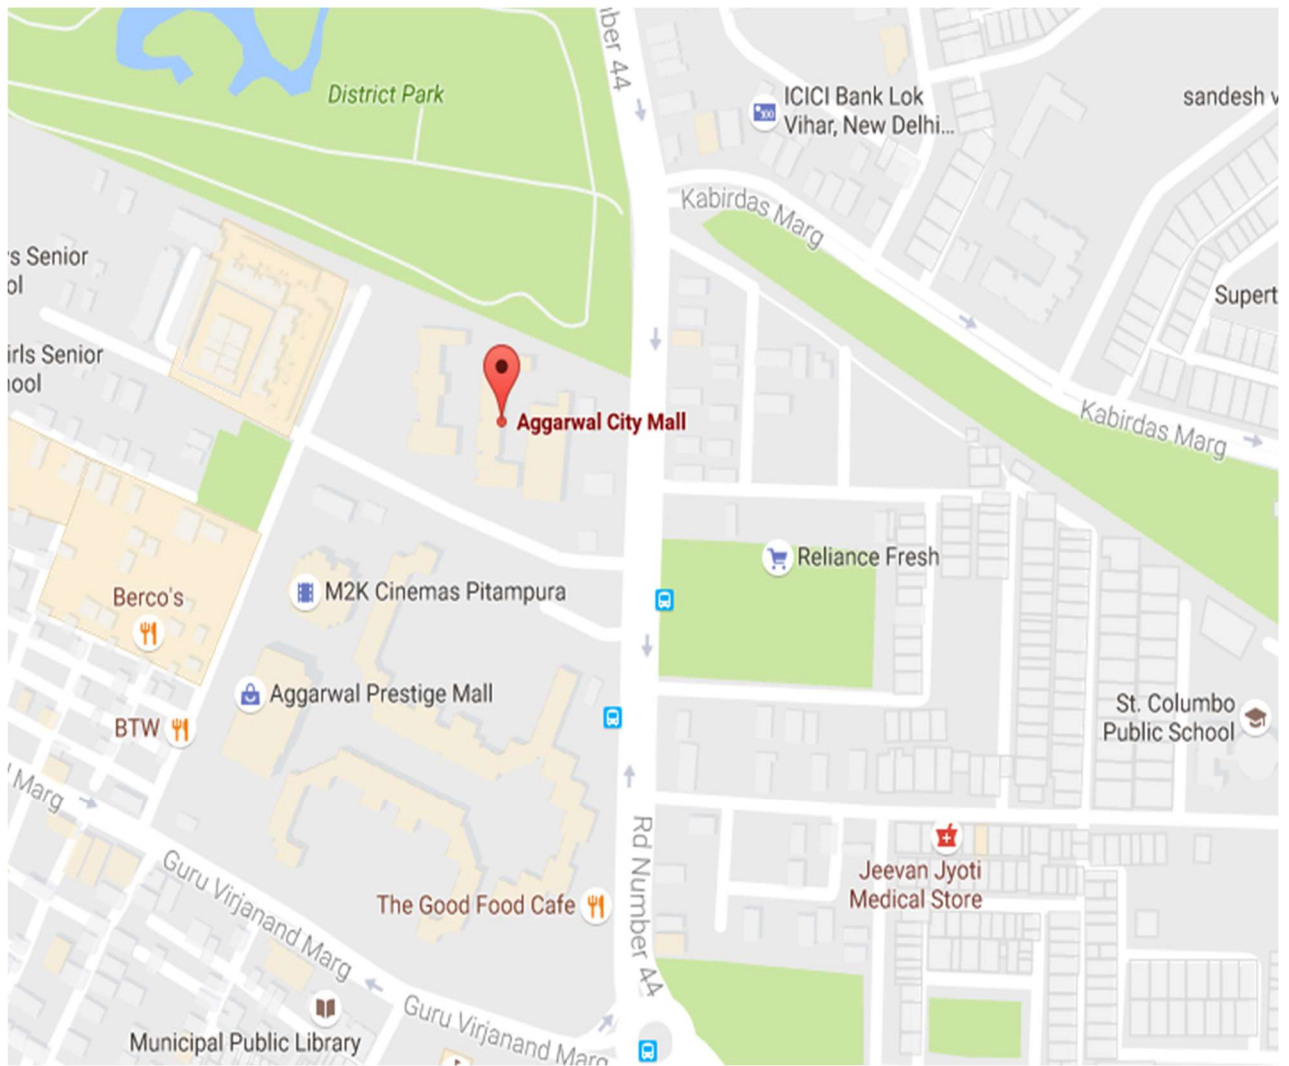 nber 44
District Park
ICICI Bank Lok
Vihar, New Delhi...
sandesh v
Kabirdas Marg
's Senior
ol
Supert
irls Senior
nool
Aggarwal City Mall
Kabirdas Marg
Reliance Fresh
M2K Cinemas Pitampura
Berco's
Aggarwal Prestige Mall
St. Columbo
Public School
BTW
Marg
Rd Number 44
Jeevan Jyoti
Medical Store
Guru Virjanand Marg
The Good Food Cafe
Guru Virjanand Marg
Municipal Public Library